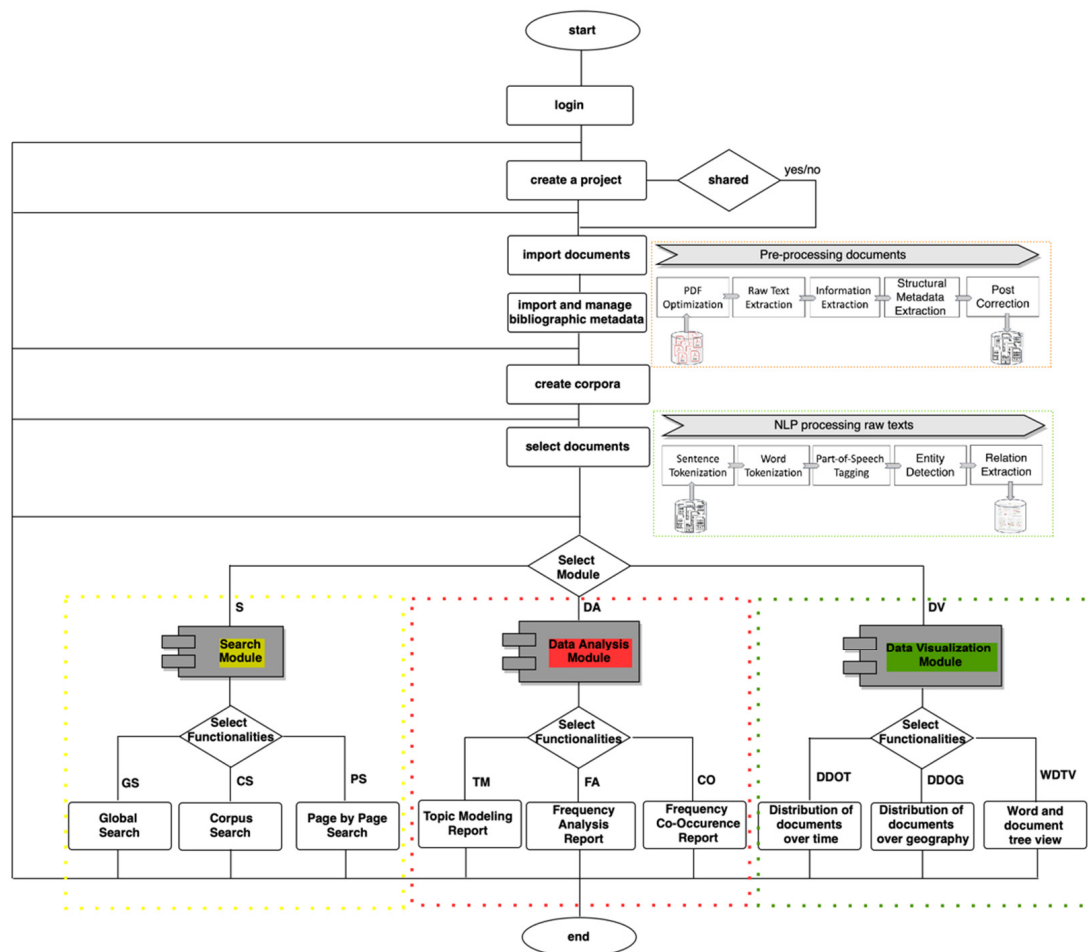 start
login
create a project
shared
yes/no
import documents
Pre-processing documents
PDF
Optimization
Raw Text
Extraction
Information
Extraction
Structural
Metadata
Extraction
Post
Correction
import and manage
bibliographic metadata
create corpora
select documents
NLP processing raw texts
Sentence
Tokenization
Word
Tokenization
Part-of-Speech
Tagging
Entity
Detection
Relation
Extraction
Select
Module
S
DA
DV
Search
Module
Data Analysis
Module
Data Visualization
Module
Select
Functionalities
Select
Functionalities
Select
Functionalities
GS
CS
PS
TM
FA
CO
DDOT
DDOG
WDTV
Global
Search
Corpus
Search
Page by Page
Search
Topic Modeling
Report
Frequency
Analysis
Report
Frequency
Co-Occurence
Report
Distribution of
documents
over time
Distribution of
documents
over geography
Word and
document
tree view
end